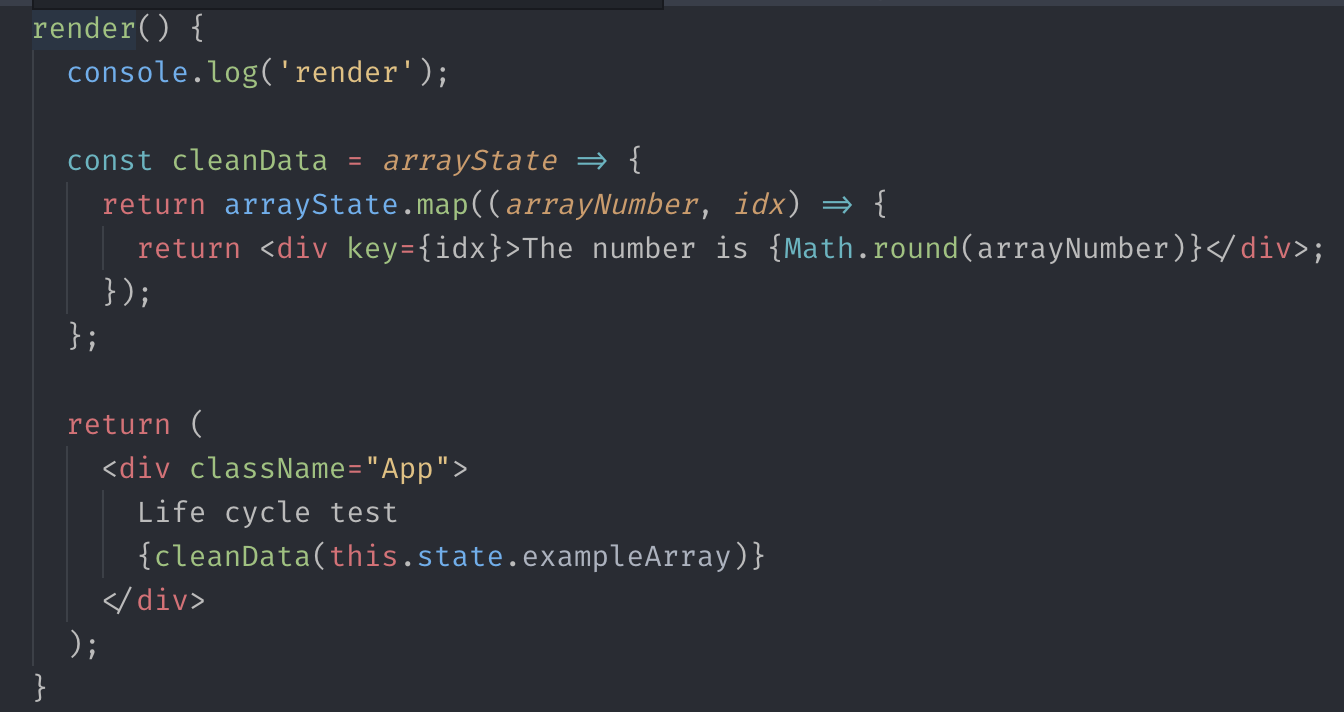 render() {
console.log('render');
const cleanData = arrayState => {
return arrayState.map((arrayNumber, idx) => {
return <div key={idx}>The number is {Math.round(arrayNumber)}</div>;
});
};
return (
<div className="App">
Life cycle test
{cleanData(this.state.exampleArray)}
</div>
);
}